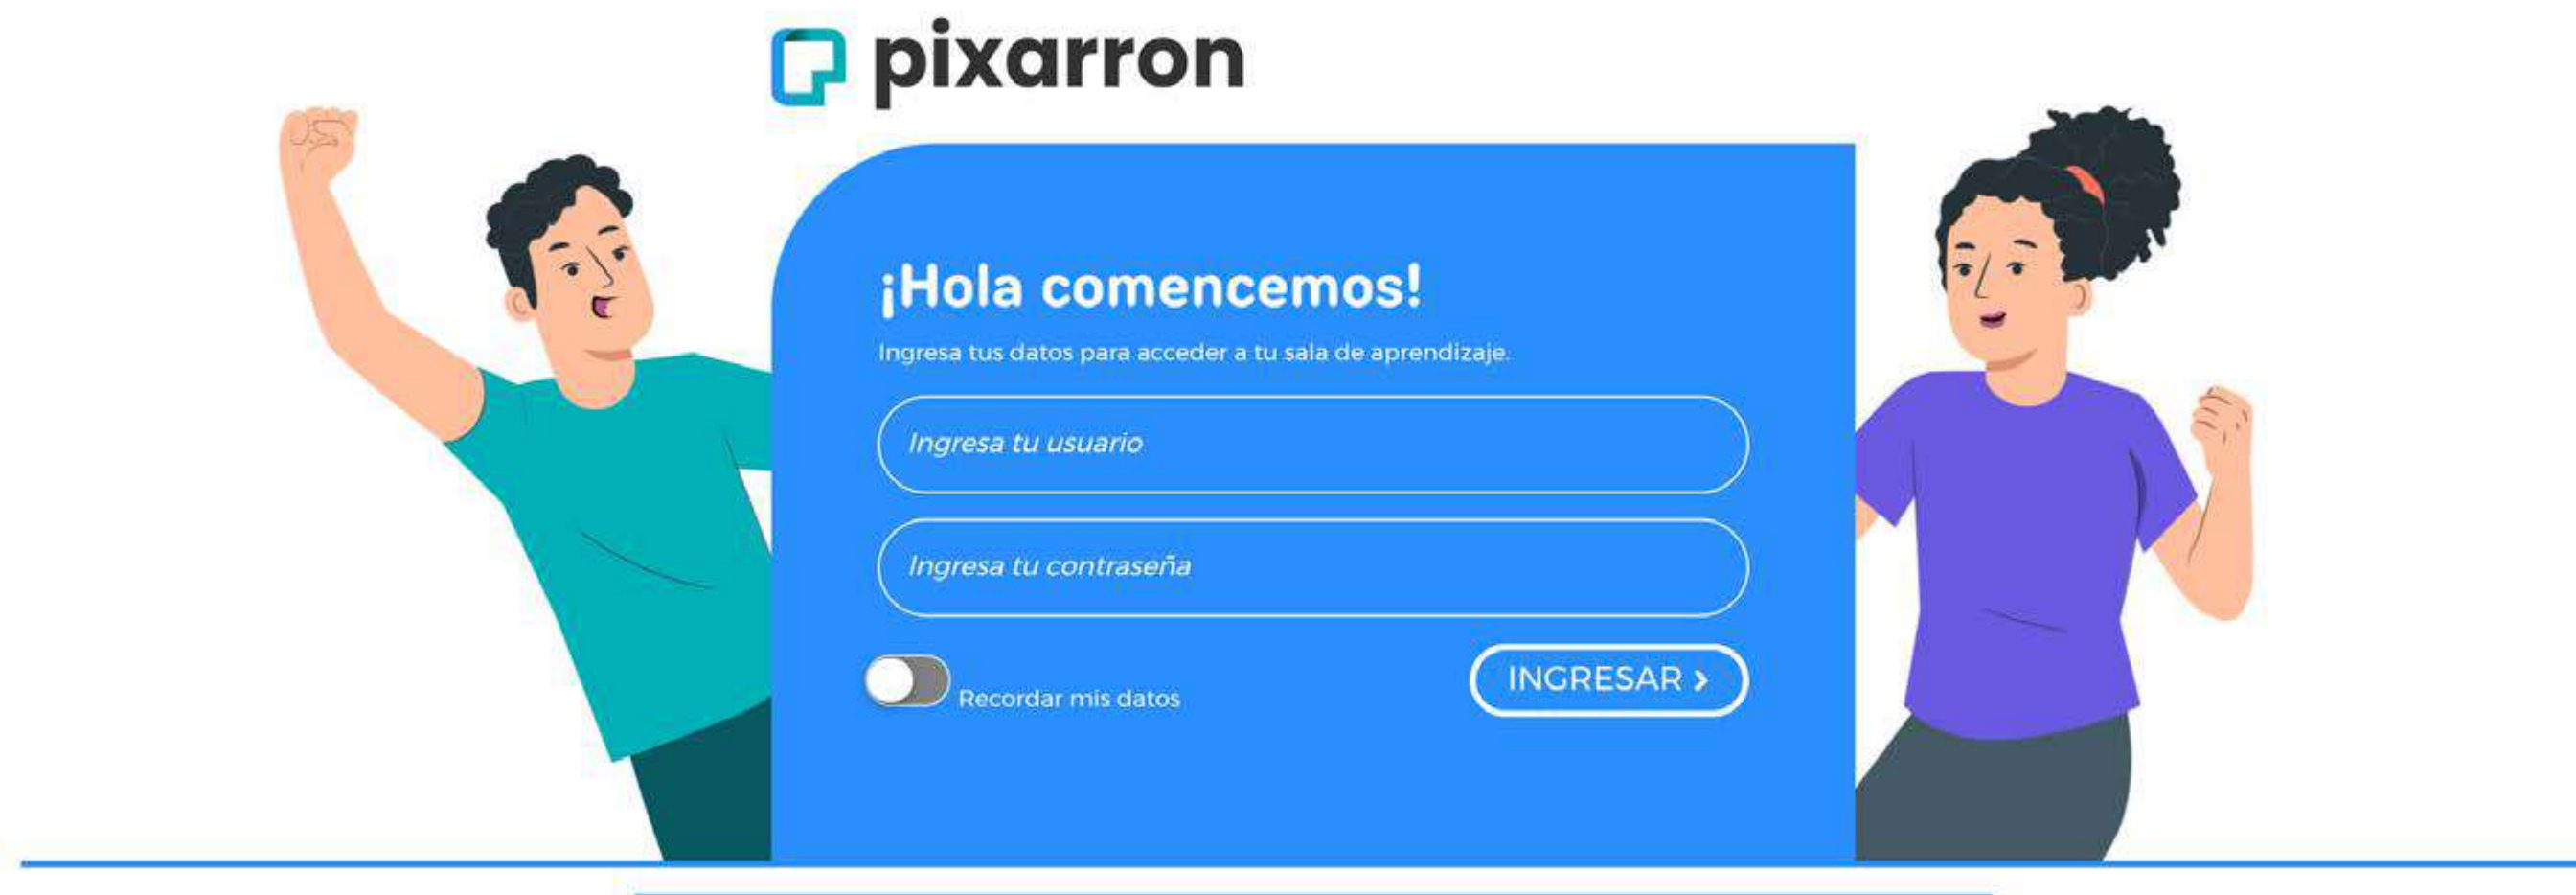 pixarron
¡Hola comencemos!
Ingresa tus datos para acceder a tu sala de aprendizaje.
Ingresa tu usuario
Ingresa tu contraseña
Recordar mis datos
INGRESAR >